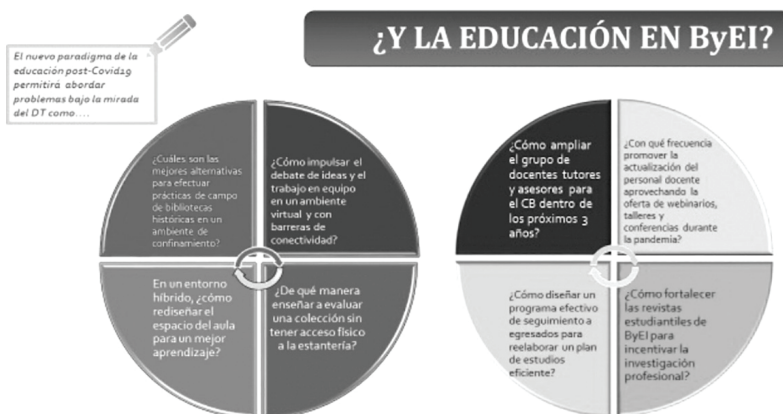 ¿Y LA EDUCACIÓN EN ByEI?
El nuevo paradigma de la
educación post-Covid19
permitirá abordar
problemas bajo la mirada
del DT como....
¿Cuáles son las
mejores alternativas
para efectuar
prácticas de campo
de bibliotecas
históricas en un
ambiente de
confinamiento?
¿Cómo impulsar el
debate de ideas y el
trabajo en equipo
en un ambiente
virtual y con
barreras de
conectividad?
En un entorno
híbrido, ¿cómo
rediseñar el
espacio del aula
para un mejor
aprendizaje?
¿De qué manera
enseñar a evaluar
una colección sin
tener acceso físico
a la estantería?
¿Cómo ampliar
el grupo de
docentes tutores
y asesores para
el CB dentro de
los próximos 3
años?
¿Con qué frecuencia
promover la
actualización del
personal docente
aprovechando la
oferta de webinarios,
talleres y
conferencias durante
la pandemia?
¿Cómo diseñar un
programa efectivo
de seguimiento a
egresados para
reelaborar un plan
de estudios
eficiente?
¿Cómo fortalecer
las revistas
estudiantiles de
ByEI para
incentivar la
investigación
profesional?